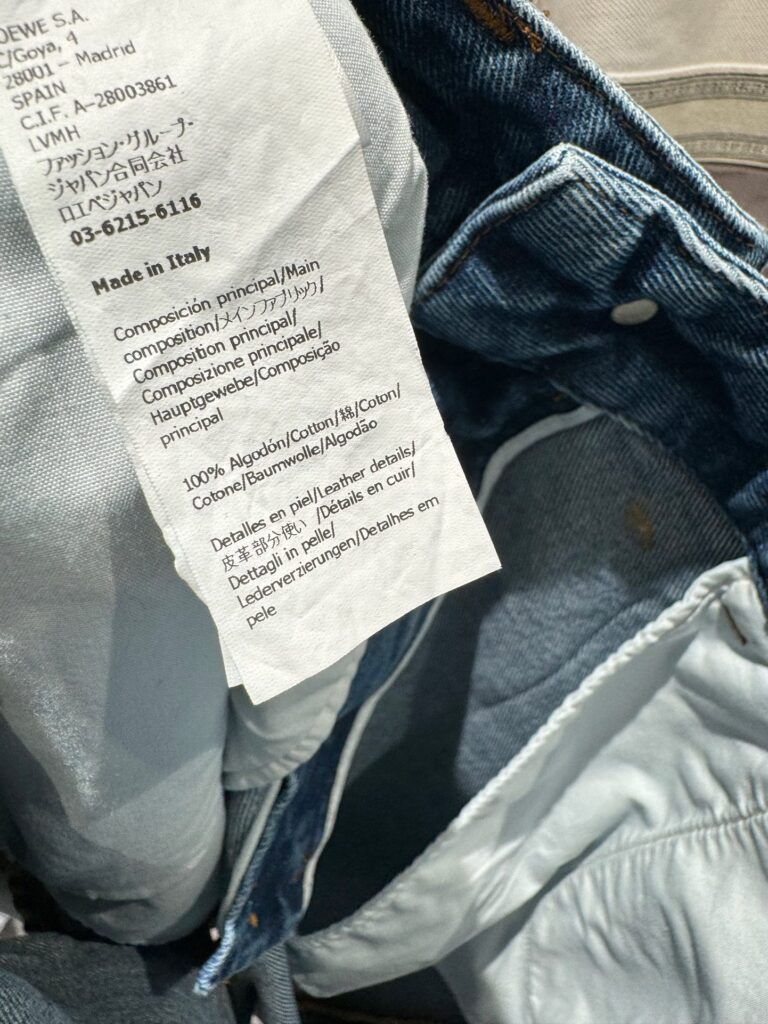 OEWE S.A.
C/Goya, 4
28001 - Madrid
SPAIN
C.I.F. A-28003861
LVMH
ファッション・グループ・
ジャパン合同会社
ロエベジャパン
03-6215-6116
Made in Italy
Composición principal/Main
composition/メインファブリック/
Composition principal/
Composizione principale/
Hauptgewebe/Composição
principal
100% Algodón/Cotton/綿/Coton/
Cotone/Baumwolle/Algodão
Detalles en piel/Leather details/
皮革部分使い /Détails en cuir/
Dettagli in pelle/
Lederverzierungen/Detalhes em
pele